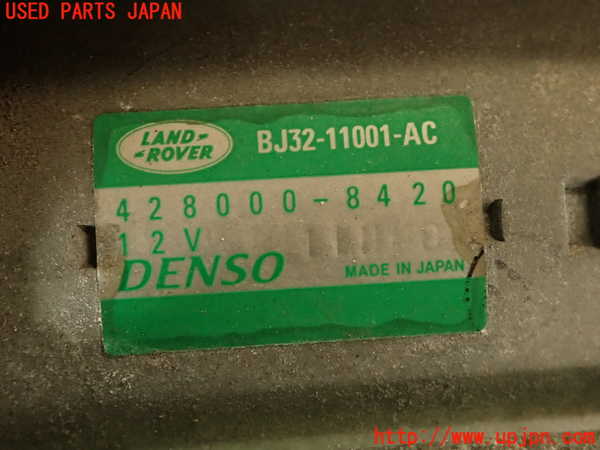 USED PARTS JAPAN
LAND-
-ROVER
BJ32-11001-AC
428000-8420
12V
DENSO
MADE IN JAPAN
http://www.upjpn.com